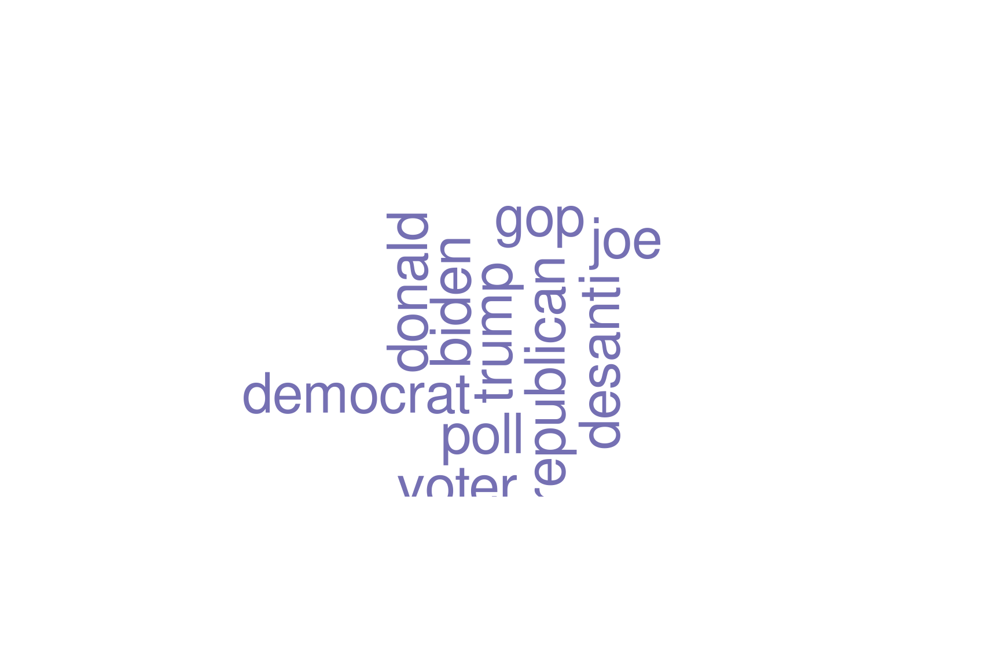 gop
joe
donald
biden
trump
republican
desanti
democrat
poll
voter